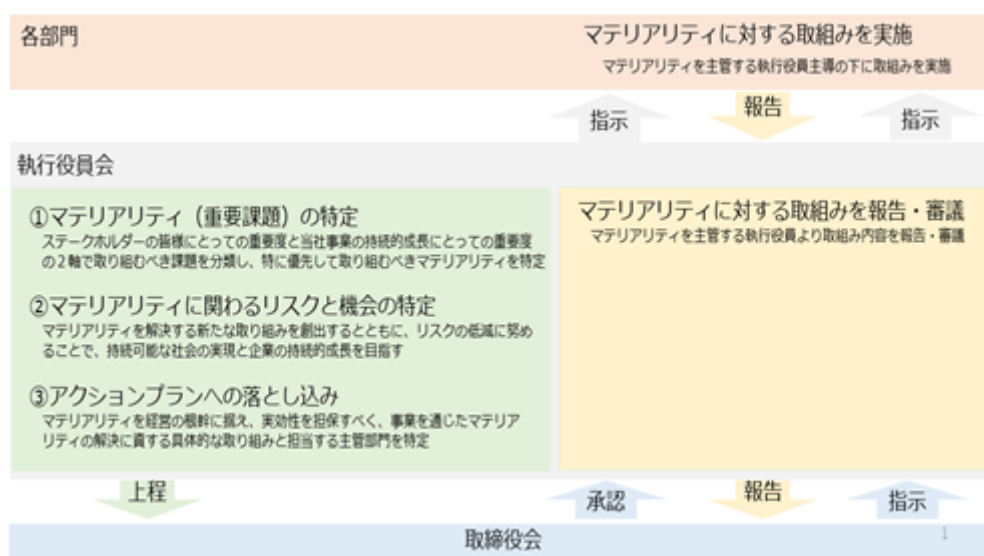 各部門
マテリアリティに対する取組みを実施
マテリアリティを主管する執行役員主導の下に取組みを実施
指示
報告
指示
執行役員会
①マテリアリティ（重要課題）の特定
ステークホルダーの皆様にとっての重要度と当社事業の持続的成長にとっての重要度
の２軸で取り組むべき課題を分類し、特に優先して取り組むべきマテリアリティを特定
②マテリアリティに関わるリスクと機会の特定
マテリアリティを解決する新たな取り組みを創出するとともに、リスクの低減に努め
ることで、持続可能な社会の実現と企業の持続的成長を目指す
③アクションプランへの落とし込み
マテリアリティを経営の根幹に据え、実効性を担保すべく、事業を通じたマテリア
リティの解決に資する具体的な取り組みと担当する主管部門を特定
マテリアリティに対する取組みを報告・審議
マテリアリティを主管する執行役員より取組み内容を報告・審議
上程
承認
報告
指示
取締役会
1